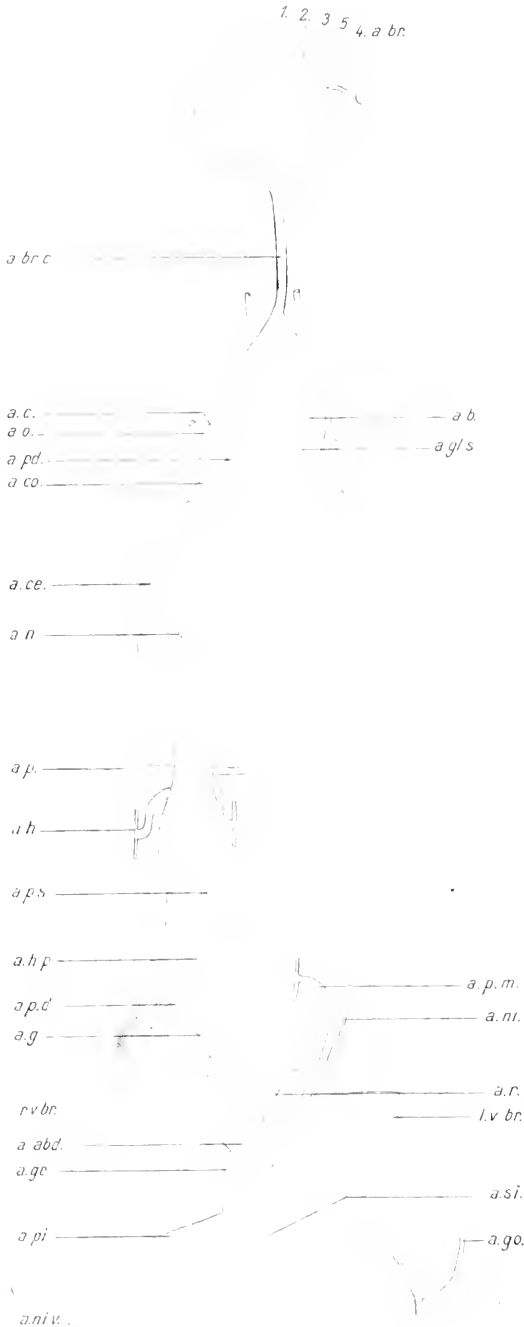 1. 2. 3 5 4. a br.
a br c
a.c.
a o.
a pd.
a co.
a b.
a gl s
a.ce.
a n
a p.
a h
a p s
a.h p
a p. d
a.g
a.p.m.
a.ni.
a.r.
r v br.
l.v br.
a abd.
a.ge
a.si.
a pi
a.go.
a.ni v.